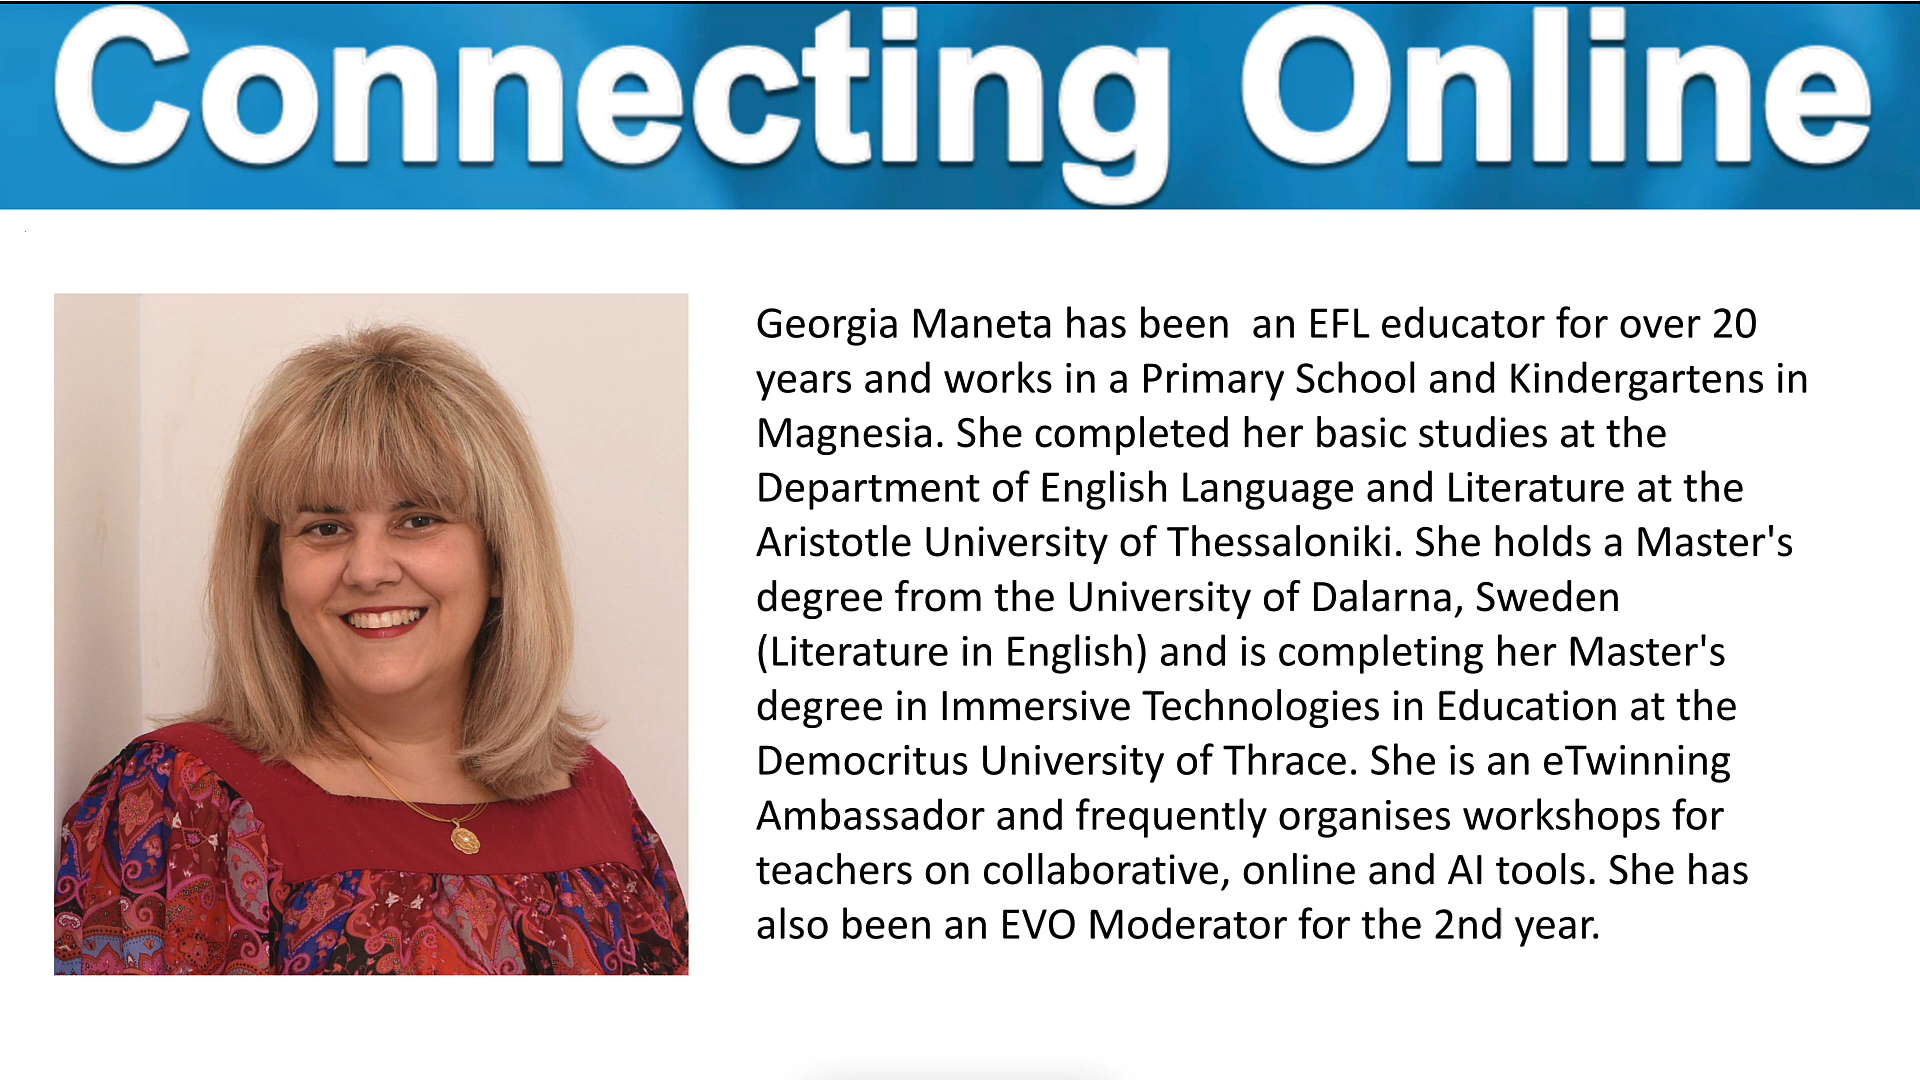 Connecting Online
Georgia Maneta has been  an EFL educator for over 20
years and works in a Primary School and Kindergartens in
Magnesia. She completed her basic studies at the
Department of English Language and Literature at the
Aristotle University of Thessaloniki. She holds a Master's
degree from the University of Dalarna, Sweden
(Literature in English) and is completing her Master's
degree in Immersive Technologies in Education at the
Democritus University of Thrace. She is an eTwinning
Ambassador and frequently organises workshops for
teachers on collaborative, online and AI tools. She has
also been an EVO Moderator for the 2nd year.